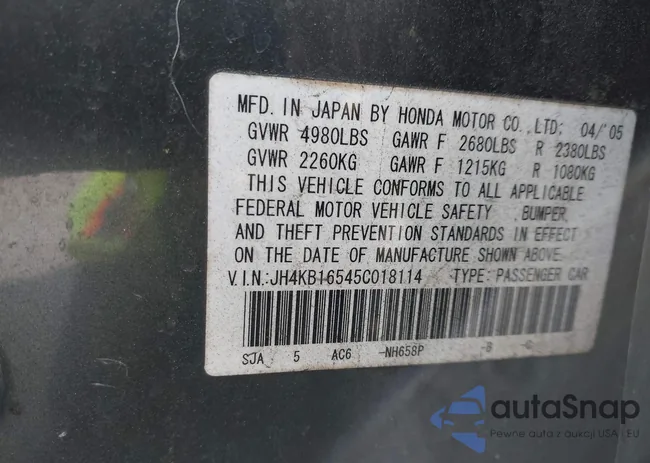 MFD. IN JAPAN BY HONDA MOTOR CO.,LTD; 04/'05
GVWR 4980LBS GAWR F 2680LBS R 2380LBS
GVWR 2260KG GAWR F 1215KG R 1080KG
THIS VEHICLE CONFORMS TO ALL APPLICABLE
FEDERAL MOTOR VEHICLE SAFETY BUMPER,
AND THEFT PREVENTION STANDARDS IN EFFECT
ON THE DATE OF MANUFACTURE SHOWN ABOVE.
V.I.N.:JH4KB16545C018114 TYPE: PASSENGER CAR
SJA 5 AC6 -NH658P -B -C
autaSnap
Pewne auta z aukcji USA i EU